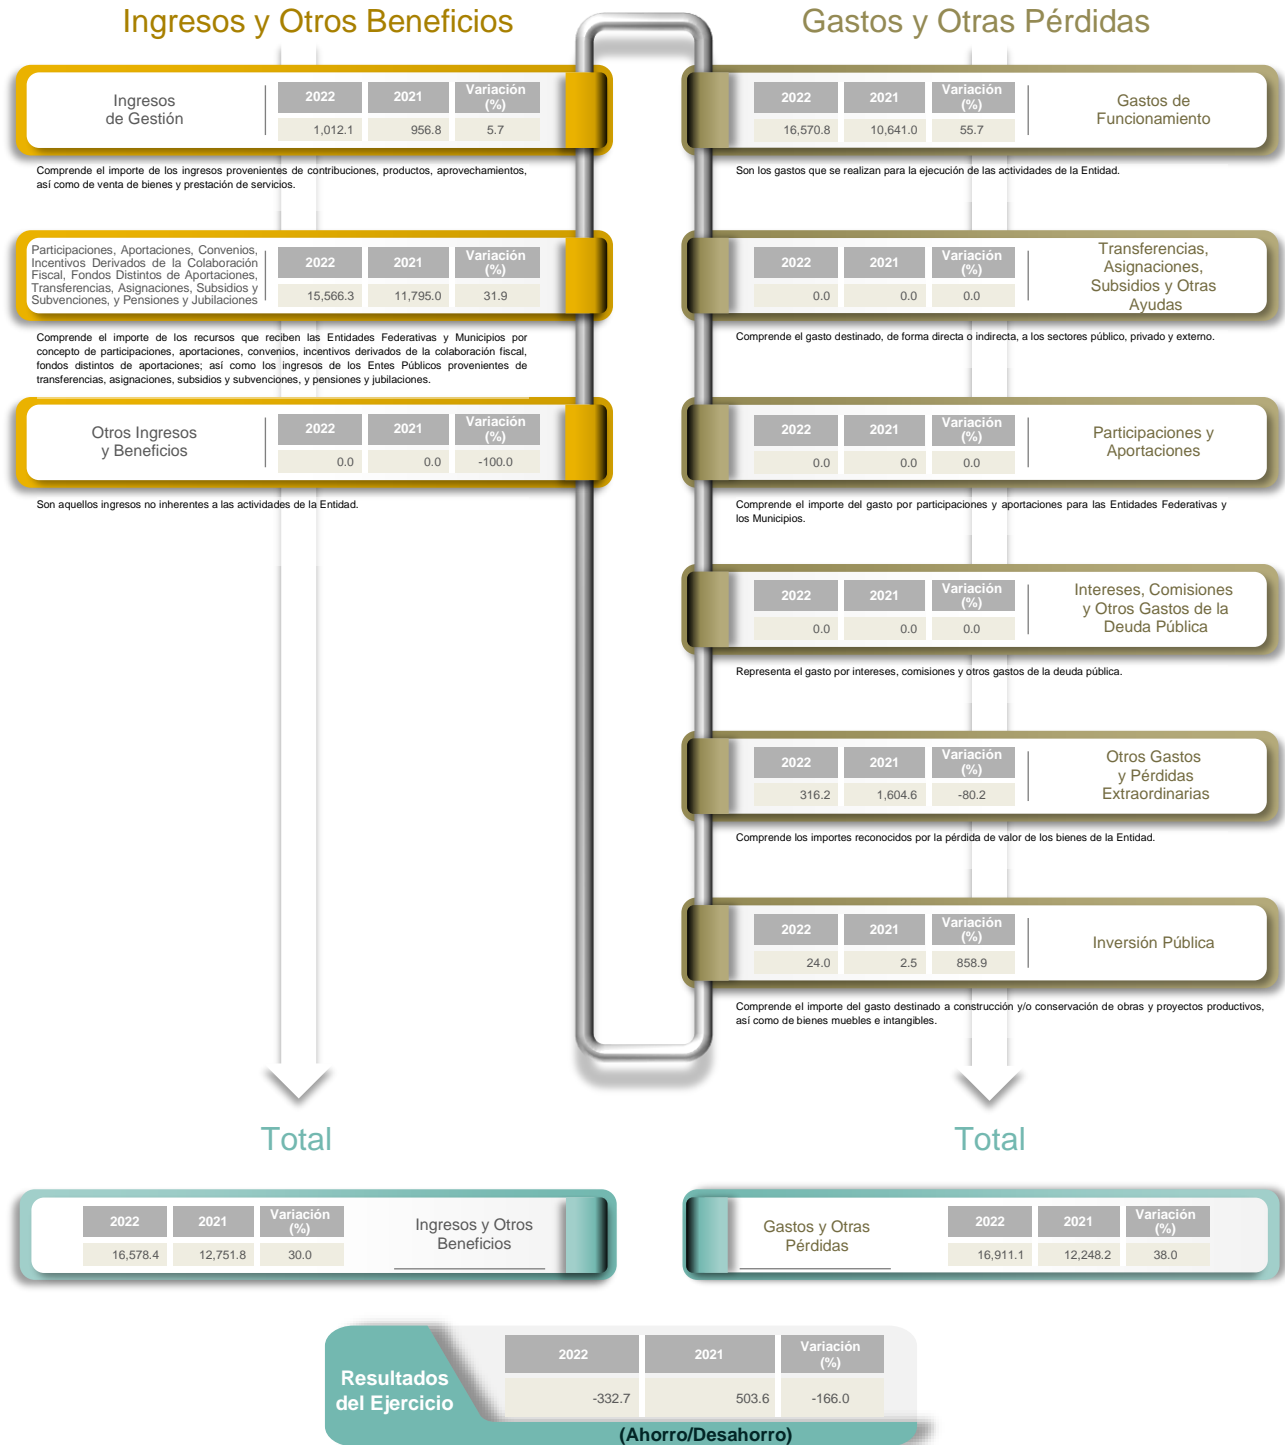 Ingresos y Otros Beneficios
Ingresos
de Gestión
2022 2021 Variación
(%)
1,012.1 956.8 5.7
Comprende el importe de los ingresos provenientes de contribuciones, productos, aprovechamientos,
así como de venta de bienes y prestación de servicios.
Participaciones, Aportaciones, Convenios,
Incentivos Derivados de la Colaboración
Fiscal, Fondos Distintos de Aportaciones,
Transferencias, Asignaciones, Subsidios y
Subvenciones, y Pensiones y Jubilaciones
2022 2021 Variación
(%)
15,566.3 11,795.0 31.9
Comprende el importe de los recursos que reciben las Entidades Federativas y Municipios por
concepto de participaciones, aportaciones, convenios, incentivos derivados de la colaboración fiscal,
fondos distintos de aportaciones; así como los ingresos de los Entes Públicos provenientes de
transferencias, asignaciones, subsidios y subvenciones, y pensiones y jubilaciones.
Otros Ingresos
y Beneficios
2022 2021 Variación
(%)
0.0 0.0 -100.0
Son aquellos ingresos no inherentes a las actividades de la Entidad.
Gastos y Otras Pérdidas
2022 2021 Variación
(%)
16,570.8 10,641.0 55.7
Gastos de
Funcionamiento
Son los gastos que se realizan para la ejecución de las actividades de la Entidad.
2022 2021 Variación
(%)
0.0 0.0 0.0
Transferencias,
Asignaciones,
Subsidios y Otras
Ayudas
Comprende el gasto destinado, de forma directa o indirecta, a los sectores público, privado y externo.
2022 2021 Variación
(%)
0.0 0.0 0.0
Participaciones y
Aportaciones
Comprende el importe del gasto por participaciones y aportaciones para las Entidades Federativas y
los Municipios.
2022 2021 Variación
(%)
0.0 0.0 0.0
Intereses, Comisiones
y Otros Gastos de la
Deuda Pública
Representa el gasto por intereses, comisiones y otros gastos de la deuda pública.
2022 2021 Variación
(%)
316.2 1,604.6 -80.2
Otros Gastos
y Pérdidas
Extraordinarias
Comprende los importes reconocidos por la pérdida de valor de los bienes de la Entidad.
2022 2021 Variación
(%)
24.0 2.5 858.9
Inversión Pública
Comprende el importe del gasto destinado a construcción y/o conservación de obras y proyectos productivos,
así como de bienes muebles e intangibles.
Total
2022 2021 Variación
(%)
16,578.4 12,751.8 30.0
Ingresos y Otros
Beneficios
Total
Gastos y Otras
Pérdidas
2022 2021 Variación
(%)
16,911.1 12,248.2 38.0
Resultados
del Ejercicio
2022 2021 Variación
(%)
-332.7 503.6 -166.0
(Ahorro/Desahorro)